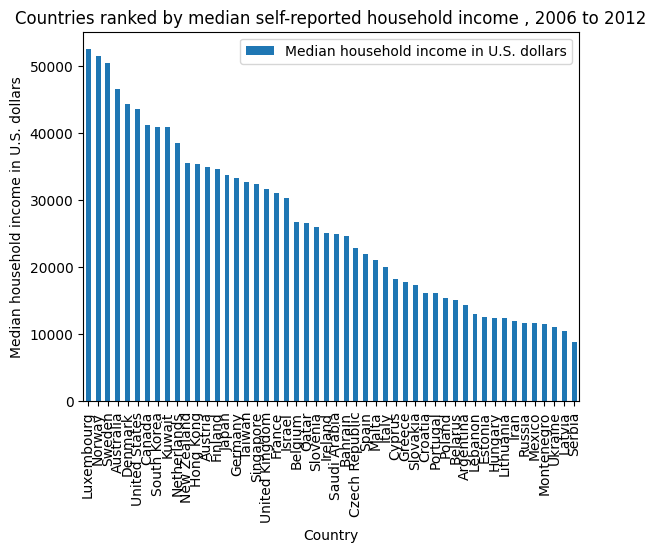 Countries ranked by median self-reported household income , 2006 to 2012
Median household income in U.S. dollars
Median household income in U.S. dollars
50000
40000
30000
20000
10000
0
Luxembourg
Norway
Sweden
Australia
Denmark
United States
Canada
South Korea
Kuwait
Netherlands
New Zealand
Hong Kong
Austria
Finland
Japan
Germany
Taiwan
Singapore
United Kingdom
France
Israel
Belgium
Qatar
Slovenia
Ireland
Saudi Arabia
Bahrain
Czech Republic
Spain
Malta
Italy
Cyprus
Greece
Slovakia
Croatia
Portugal
Poland
Belarus
Argentina
Lebanon
Estonia
Hungary
Lithuania
Iran
Russia
Mexico
Montenegro
Ukraine
Latvia
Serbia
Country